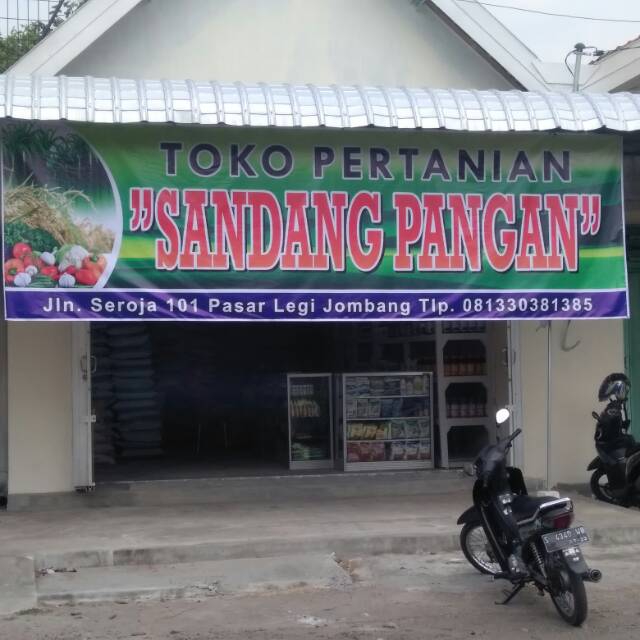 TOKO PERTANIAN
"SANDANG PANGAN"
Jln. Seroja 101 Pasar Legi Jombang Tlp. 081330381385